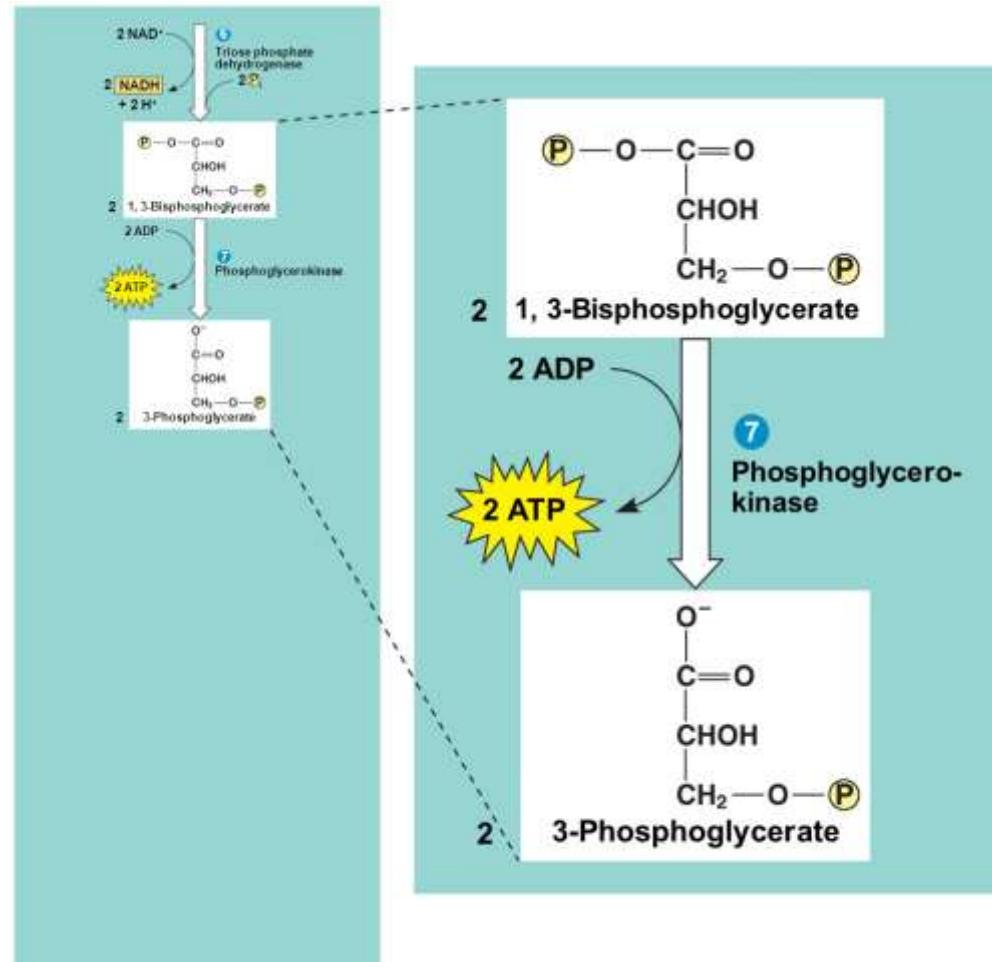 2 NAD⁺
6
Triose phosphate
dehydrogenase
2 NADH
2 Pi
+ 2 H⁺
P—O—C=O
CHOH
CH₂—O—P
2 1, 3-Bisphosphoglycerate
2 ADP
7
Phosphoglycerokinase
2 ATP
O⁻
C=O
CHOH
CH₂—O—P
2 3-Phosphoglycerate
P—O—C=O
CHOH
CH₂—O—P
2 1, 3-Bisphosphoglycerate
2 ADP
7
Phosphoglycero-
kinase
2 ATP
O⁻
C=O
CHOH
CH₂—O—P
2 3-Phosphoglycerate